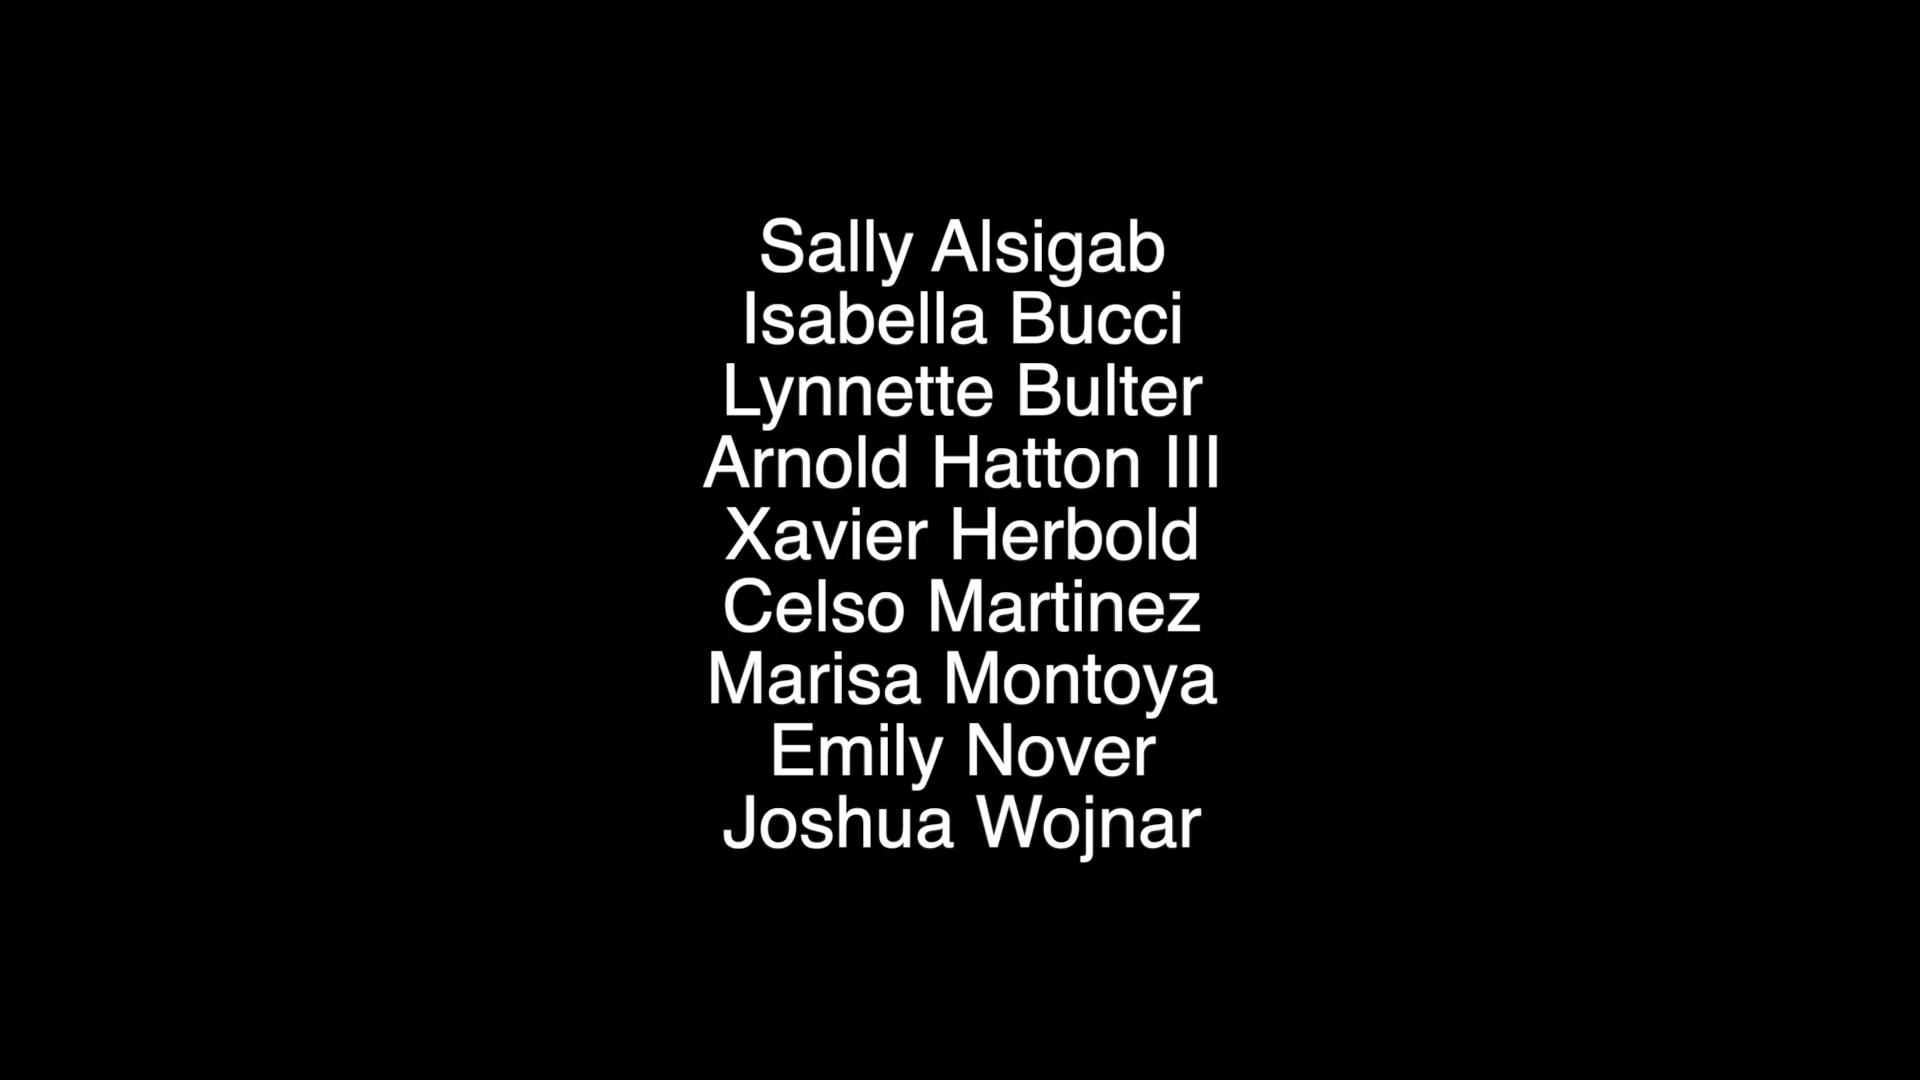 Sally Alsigab
Isabella Bucci
Lynnette Bulter
Arnold Hatton III
Xavier Herbold
Celso Martinez
Marisa Montoya
Emily Nover
Joshua Wojnar